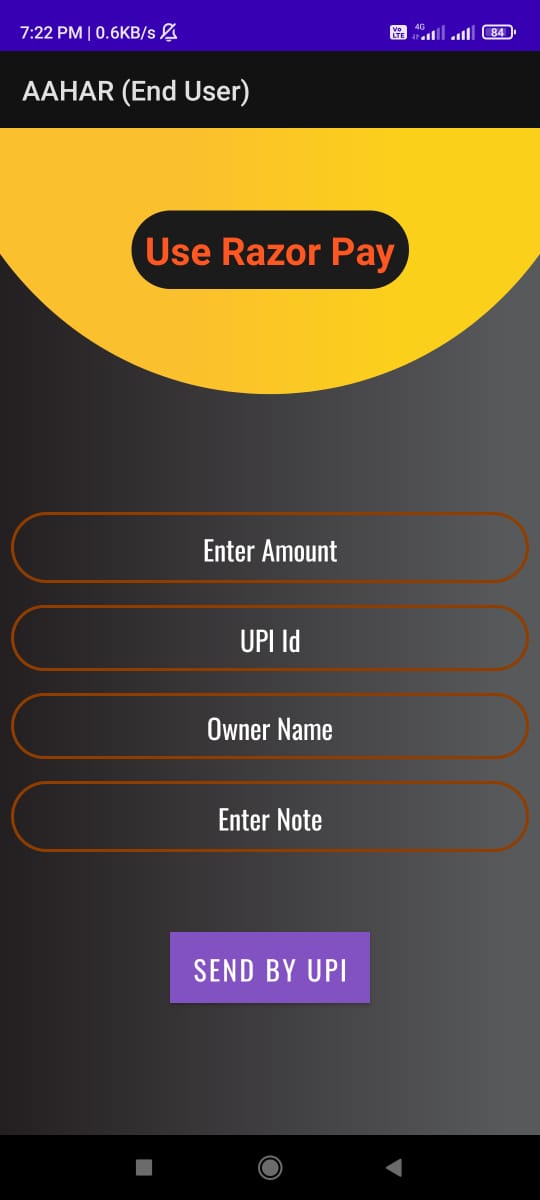 7:22 PM | 0.6KB/s
Vo LTE 4G 84
AAHAR (End User)
Use Razor Pay
Enter Amount
UPI Id
Owner Name
Enter Note
SEND BY UPI